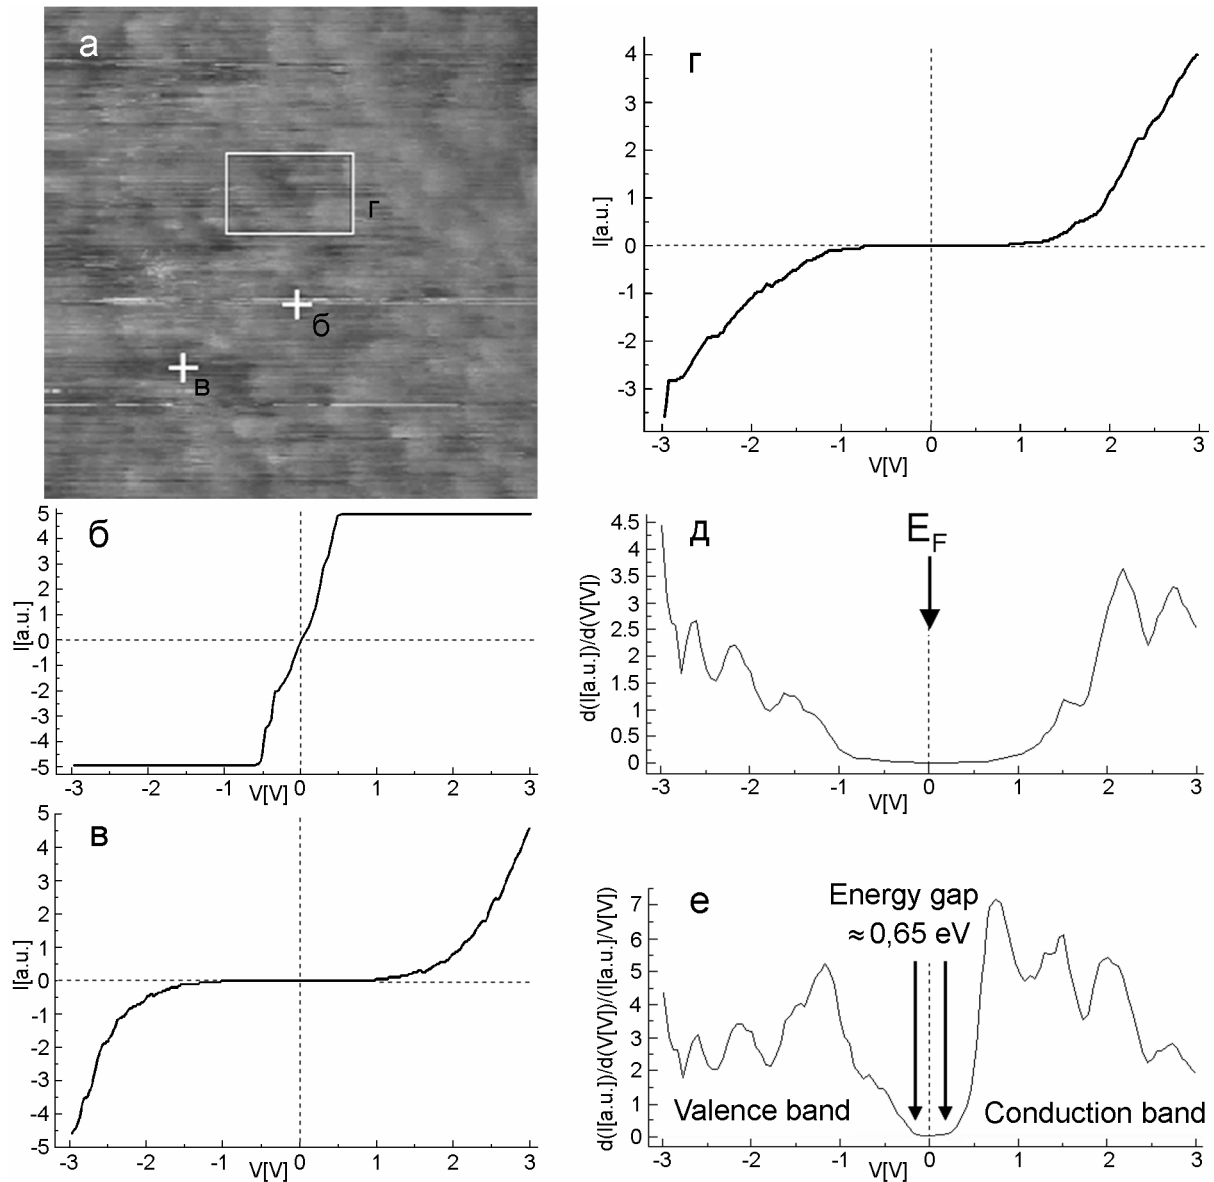 а
г
б
в
г
I[a.u.]
4
3
2
1
0
-1
-2
-3
-3 -2 -1 0 1 2 3
V[V]
б
I[a.u.]
5
4
3
2
1
0
-1
-2
-3
-4
-5
-3 -2 -1 0 1 2 3
V[V]
д
E_F
d(I[a.u.])/d(V[V])
4.5
3.5
3
2.5
2
1.5
1
0.5
0
-3 -2 -1 0 1 2 3
V[V]
в
I[a.u.]
5
4
3
2
1
0
-1
-2
-3
-4
-5
-3 -2 -1 0 1 2 3
V[V]
е
Energy gap
≈0,65 eV
d(I[a.u.])/d(V[V])/(I[a.u.]/V[V])
7
6
5
4
3
2
1
0
Valence band
Conduction band
-3 -2 -1 0 1 2 3
V[V]